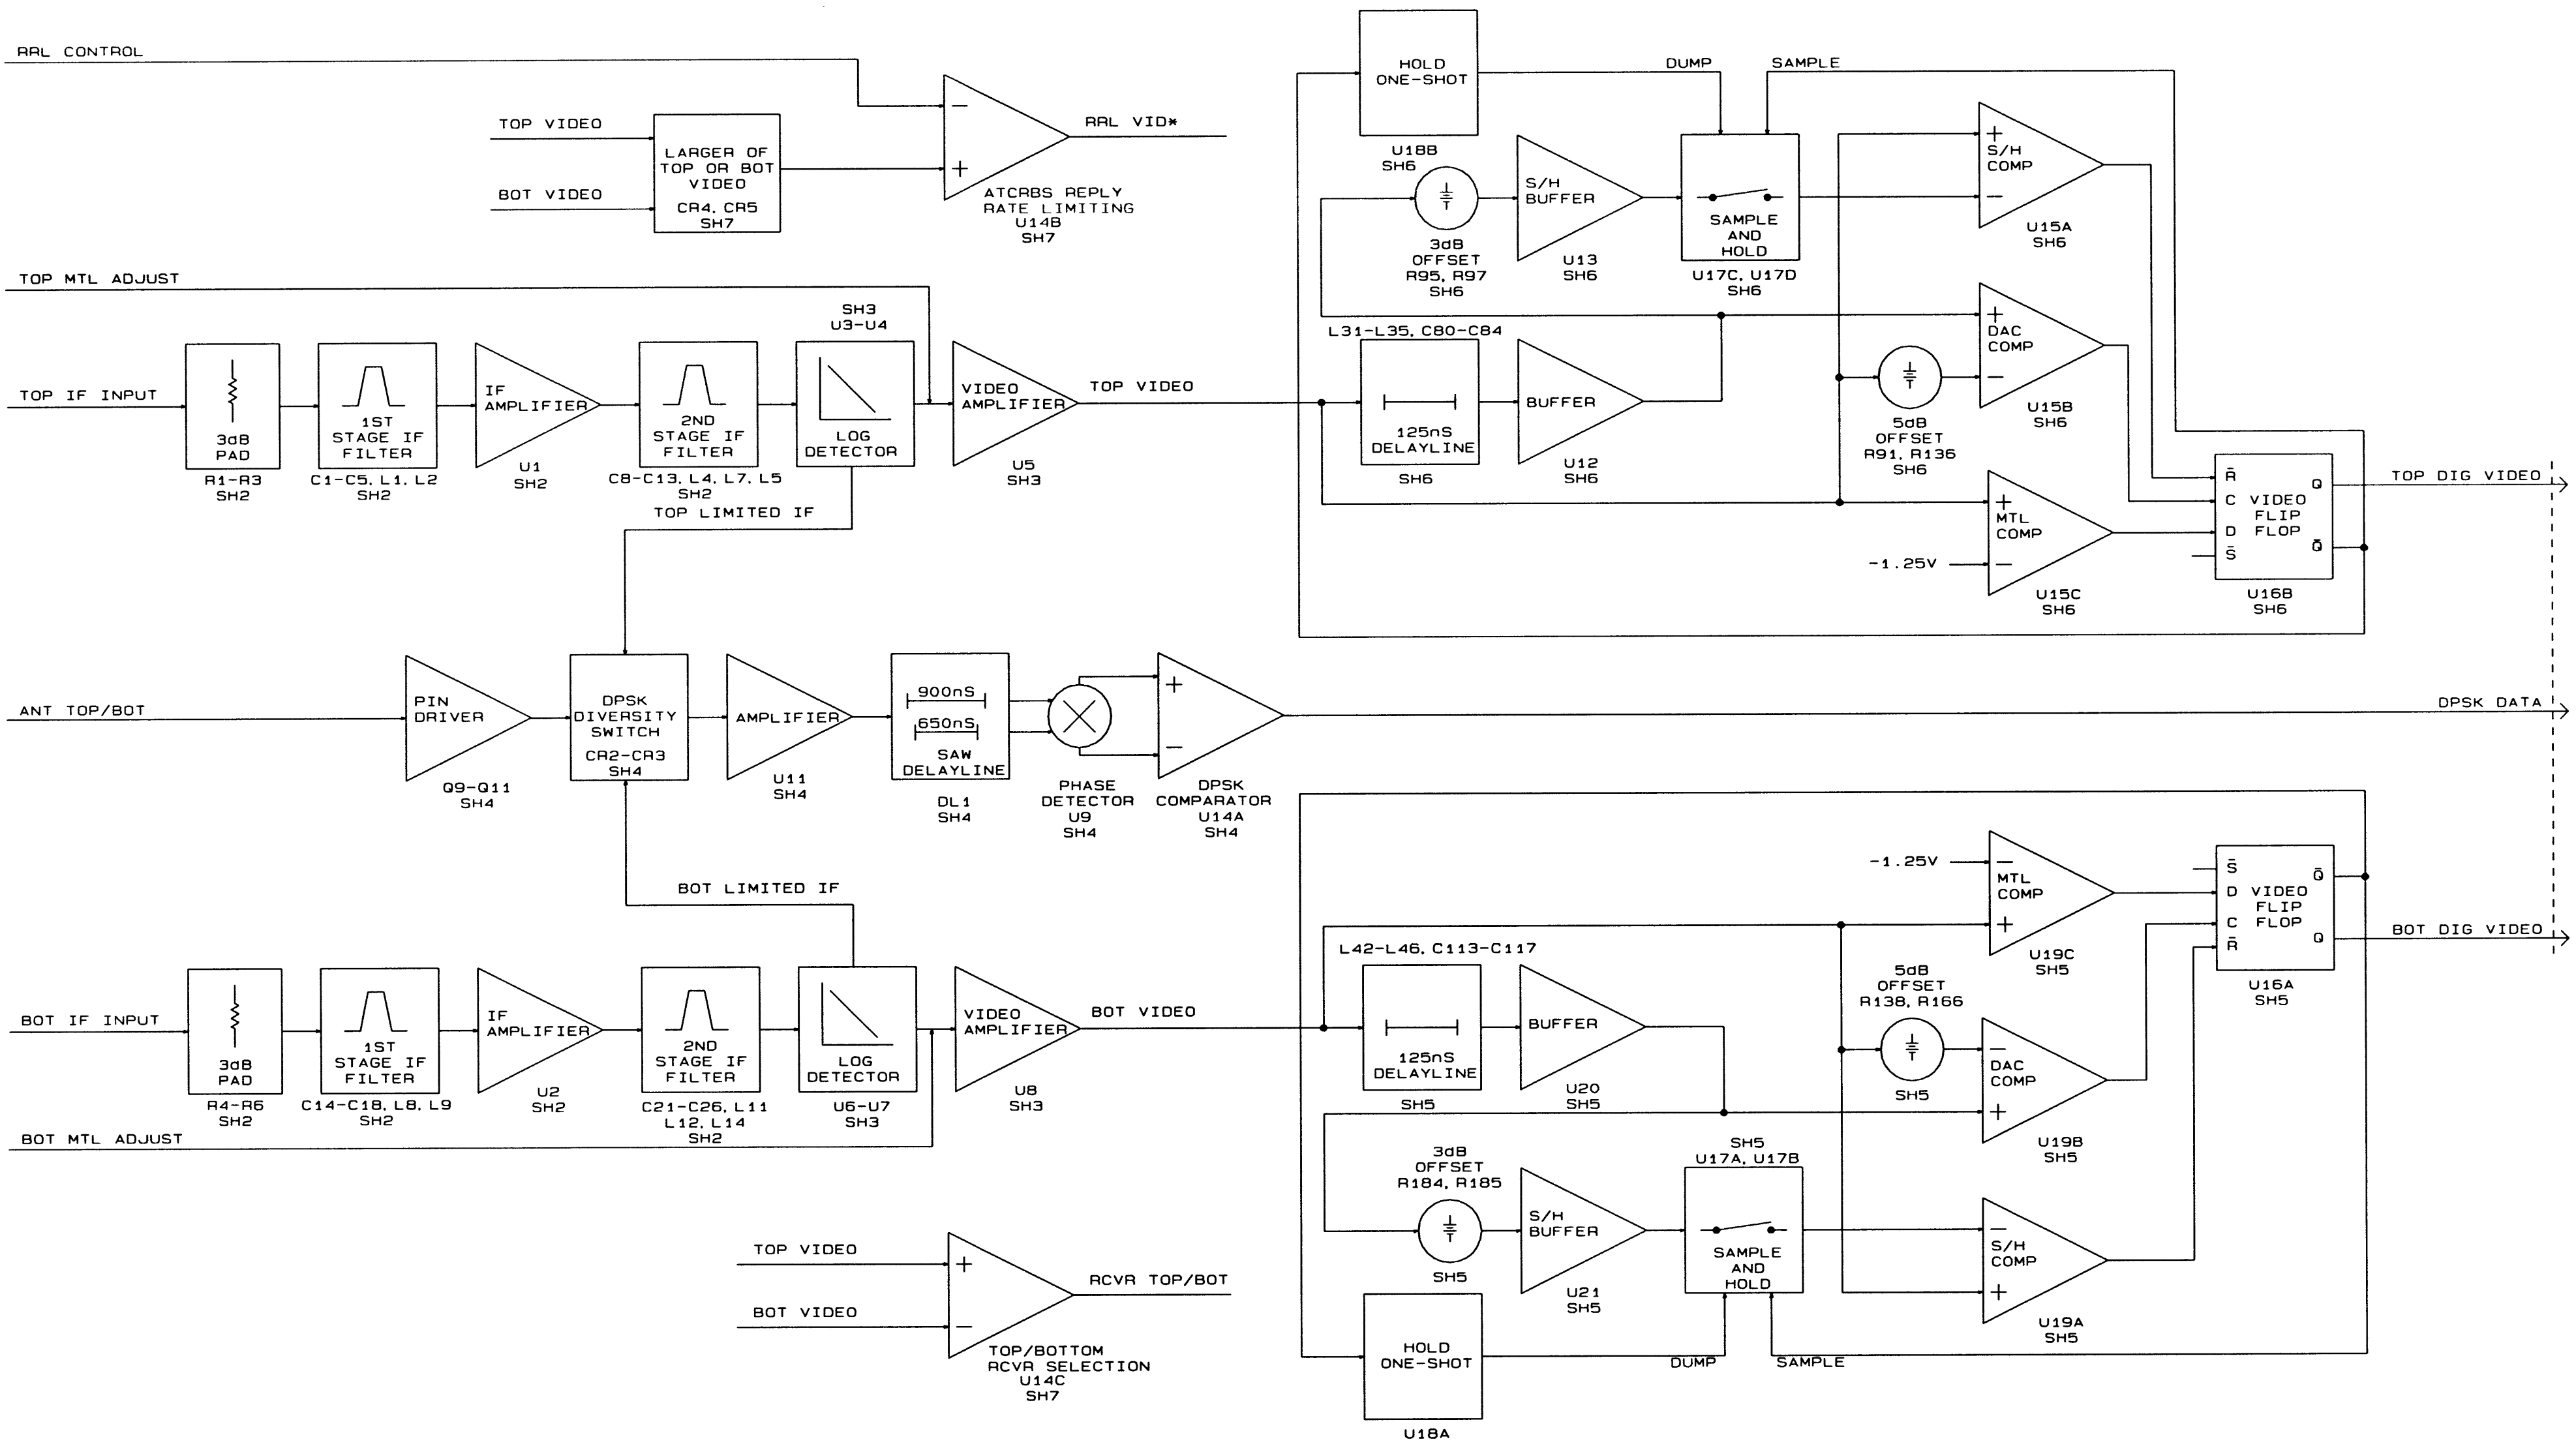 RRL CONTROL
TOP VIDEO
BOT VIDEO
LARGER OF
TOP OR BOT
VIDEO
CR4, CR5
SH7
−
+
RRL VID*
ATCRBS REPLY
RATE LIMITING
U14B
SH7
HOLD
ONE-SHOT
U18B
SH6
DUMP
SAMPLE
3dB
OFFSET
R95, R97
SH6
S/H
BUFFER
U13
SH6
SAMPLE
AND
HOLD
U17C, U17D
SH6
+
S/H
COMP
−
U15A
SH6
TOP MTL ADJUST
TOP IF INPUT
3dB
PAD
R1-R3
SH2
1ST
STAGE IF
FILTER
C1-C5, L1, L2
SH2
IF
AMPLIFIER
U1
SH2
2ND
STAGE IF
FILTER
C8-C13, L4, L7, L5
SH2
SH3
U3-U4
LOG
DETECTOR
TOP LIMITED IF
VIDEO
AMPLIFIER
U5
SH3
TOP VIDEO
L31-L35, C80-C84
125nS
DELAYLINE
SH6
BUFFER
U12
SH6
+
DAC
COMP
−
U15B
SH6
5dB
OFFSET
R91, R136
SH6
+
MTL
COMP
−
-1.25V
U15C
SH6
R̅
C
D
S̅
VIDEO
FLIP
FLOP
Q
Q̅
U16B
SH6
TOP DIG VIDEO
ANT TOP/BOT
PIN
DRIVER
Q9-Q11
SH4
DPSK
DIVERSITY
SWITCH
CR2-CR3
SH4
AMPLIFIER
U11
SH4
900nS
650nS
SAW
DELAYLINE
DL1
SH4
PHASE
DETECTOR
U9
SH4
+
−
DPSK
COMPARATOR
U14A
SH4
DPSK DATA
BOT LIMITED IF
BOT IF INPUT
3dB
PAD
R4-R6
SH2
1ST
STAGE IF
FILTER
C14-C18, L8, L9
SH2
IF
AMPLIFIER
U2
SH2
2ND
STAGE IF
FILTER
C21-C26, L11
L12, L14
SH2
LOG
DETECTOR
U6-U7
SH3
VIDEO
AMPLIFIER
U8
SH3
BOT VIDEO
BOT MTL ADJUST
L42-L46, C113-C117
125nS
DELAYLINE
SH5
BUFFER
U20
SH5
-1.25V
−
MTL
COMP
+
U19C
SH5
S̅
D
C
R̅
VIDEO
FLIP
FLOP
Q̅
Q
U16A
SH5
BOT DIG VIDEO
5dB
OFFSET
R138, R166
SH5
−
DAC
COMP
+
U19B
SH5
3dB
OFFSET
R184, R185
SH5
S/H
BUFFER
U21
SH5
SH5
U17A, U17B
SAMPLE
AND
HOLD
−
S/H
COMP
+
U19A
SH5
HOLD
ONE-SHOT
U18A
DUMP
SAMPLE
TOP VIDEO
BOT VIDEO
+
−
RCVR TOP/BOT
TOP/BOTTOM
RCVR SELECTION
U14C
SH7